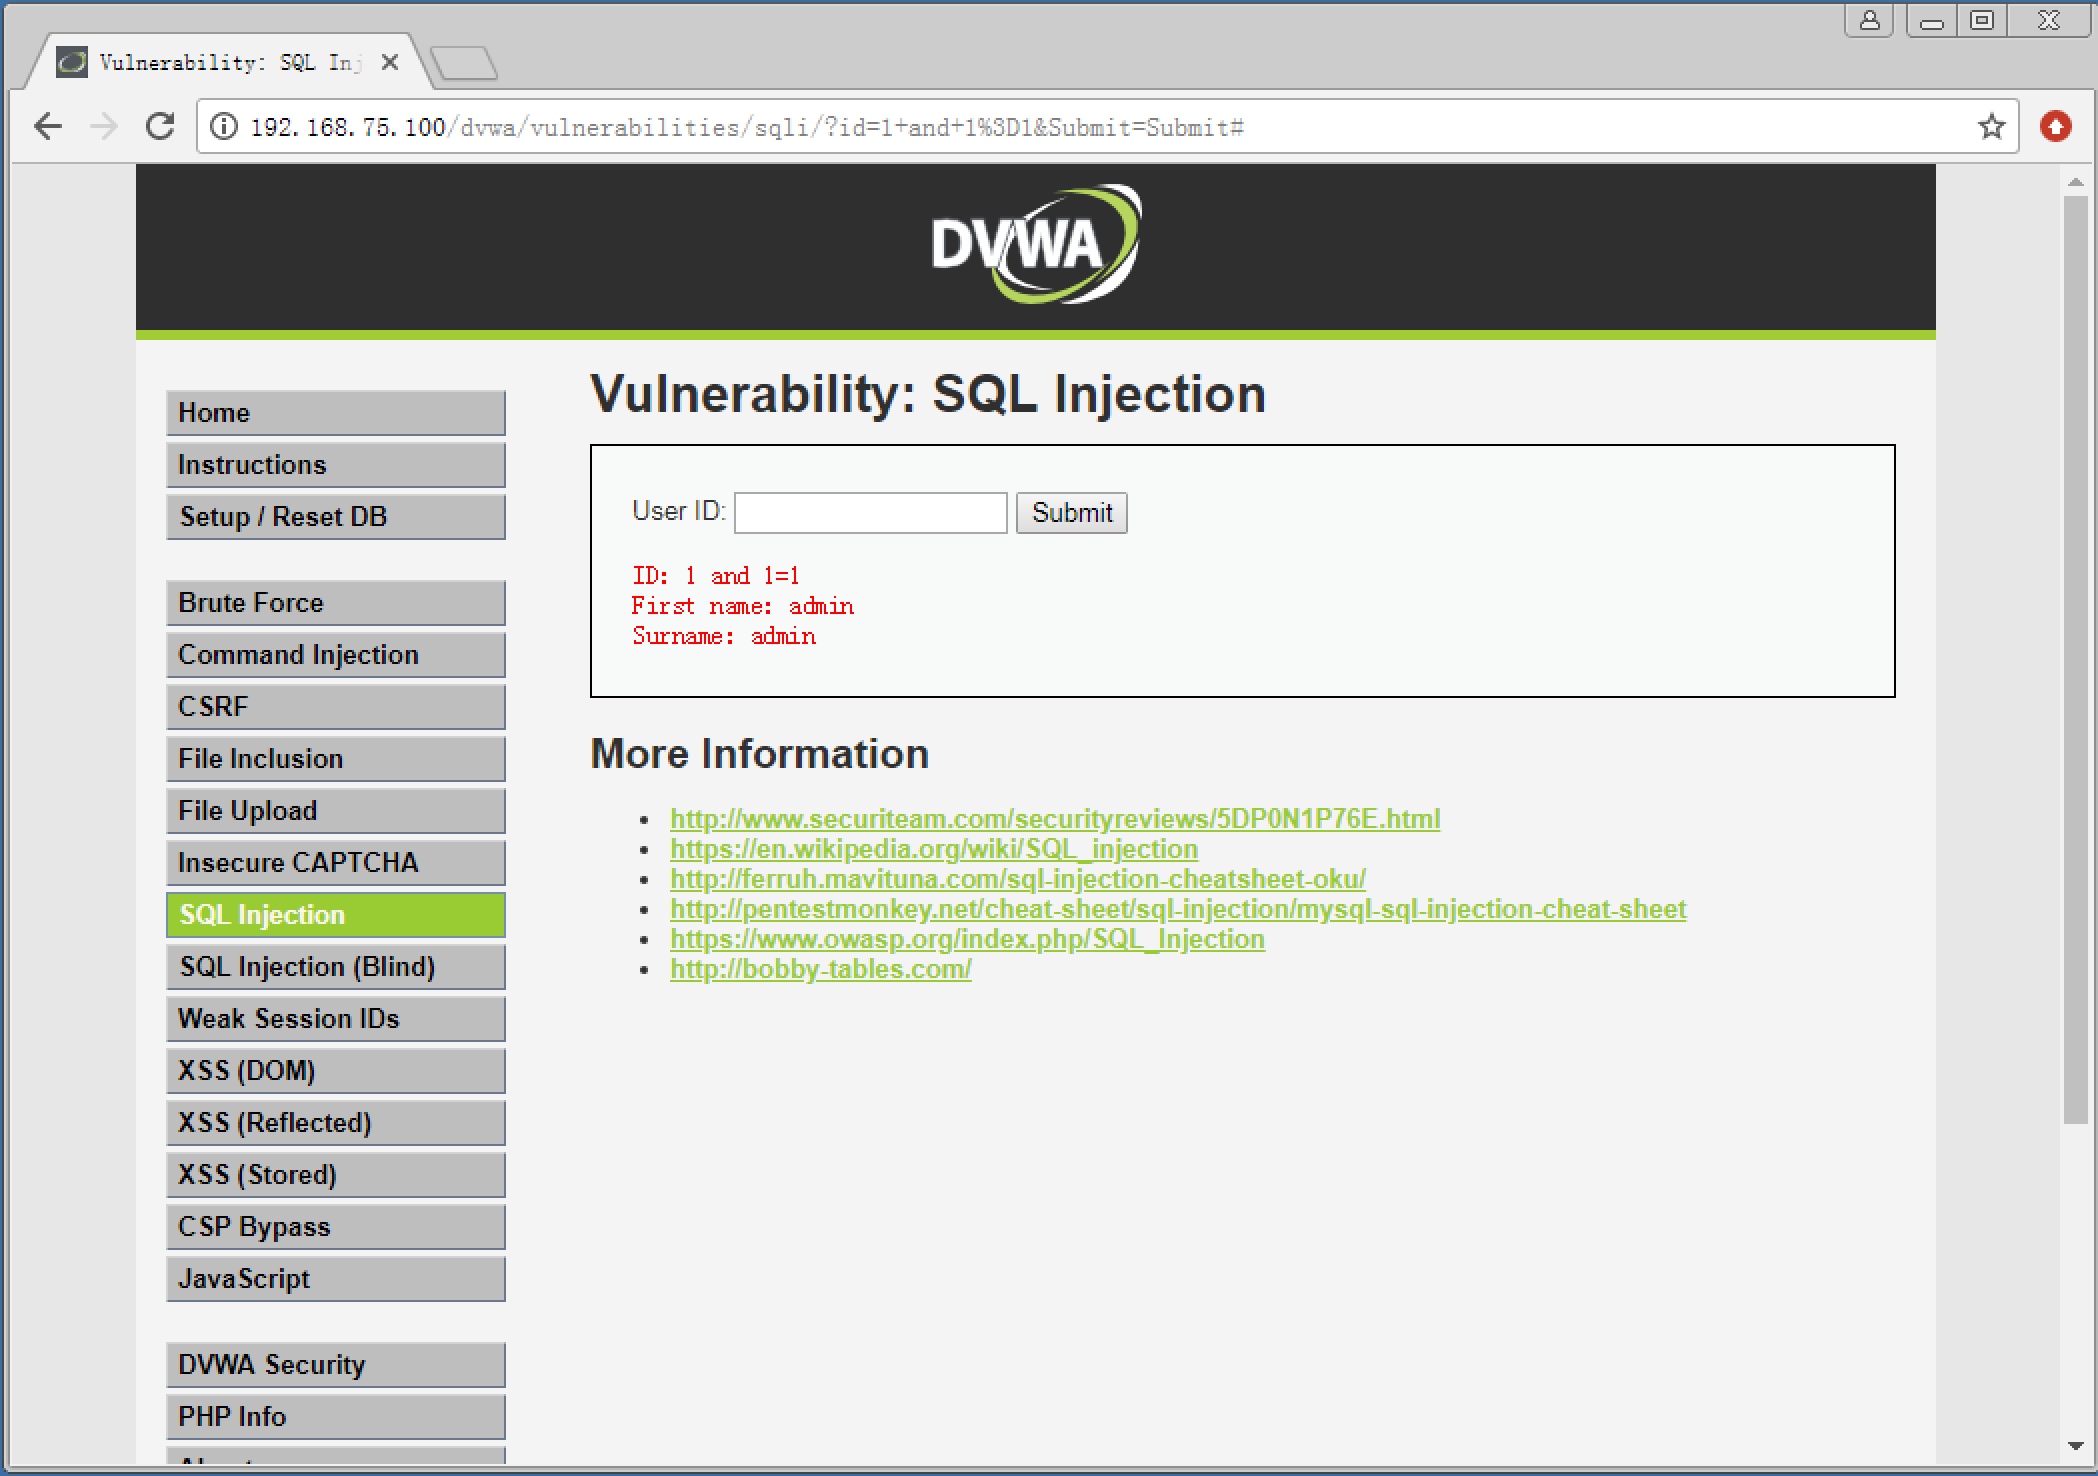 Vulnerability: SQL Inj
192.168.75.100/dvwa/vulnerabilities/sqli/?id=1+and+1%3D1&Submit=Submit#
DVWA
Home
Instructions
Setup / Reset DB
Brute Force
Command Injection
CSRF
File Inclusion
File Upload
Insecure CAPTCHA
SQL Injection
SQL Injection (Blind)
Weak Session IDs
XSS (DOM)
XSS (Reflected)
XSS (Stored)
CSP Bypass
JavaScript
DVWA Security
PHP Info
Vulnerability: SQL Injection
User ID: Submit
ID: 1 and 1=1
First name: admin
Surname: admin
More Information
http://www.securiteam.com/securityreviews/5DP0N1P76E.html
https://en.wikipedia.org/wiki/SQL_injection
http://ferruh.mavituna.com/sql-injection-cheatsheet-oku/
http://pentestmonkey.net/cheat-sheet/sql-injection/mysql-sql-injection-cheat-sheet
https://www.owasp.org/index.php/SQL_Injection
http://bobby-tables.com/